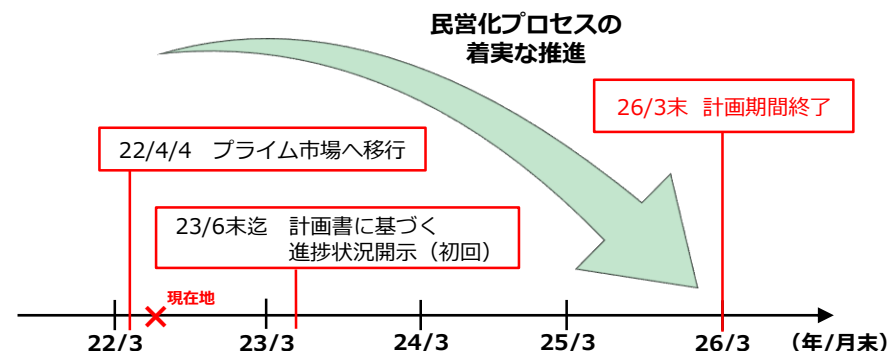 民営化プロセスの
着実な推進
26/3末 計画期間終了
22/4/4 プライム市場へ移行
23/6末迄 計画書に基づく
進捗状況開示（初回）
現在地
22/3 23/3 24/3 25/3 26/3 （年/月末）